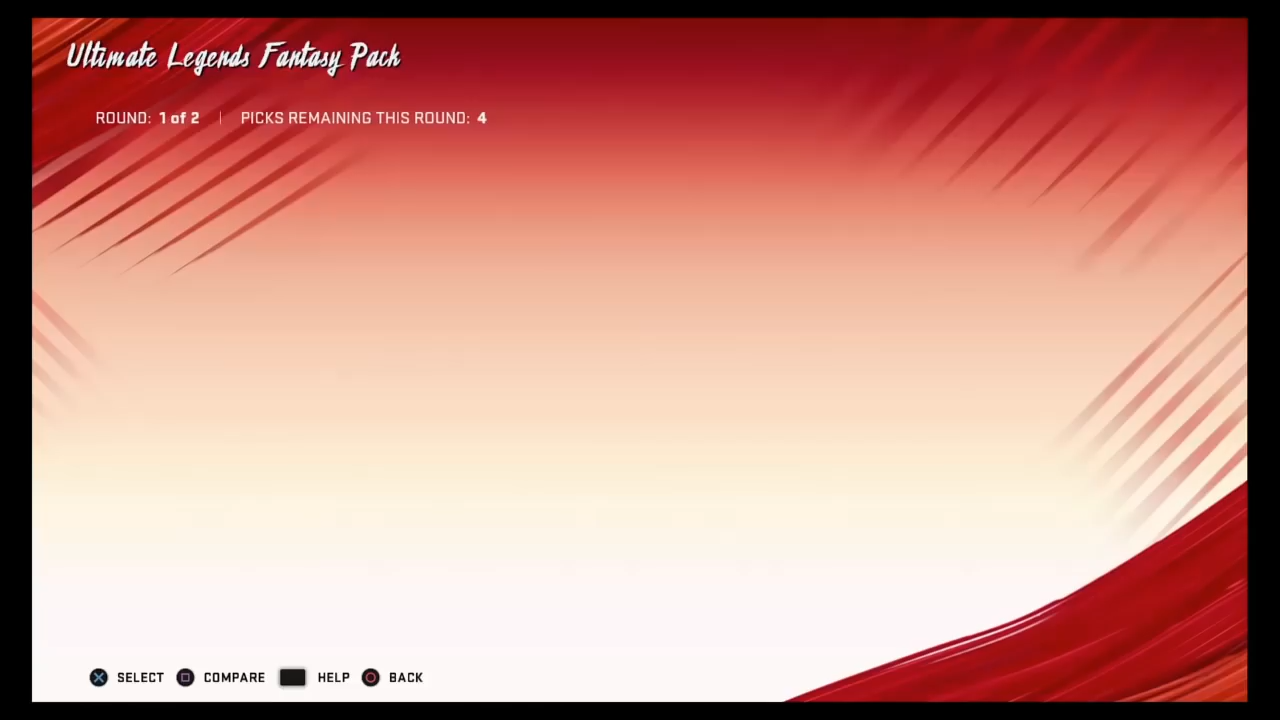 Ultimate Legends Fantasy Pack
ROUND: 1 of 2 | PICKS REMAINING THIS ROUND: 4
SELECT COMPARE HELP BACK